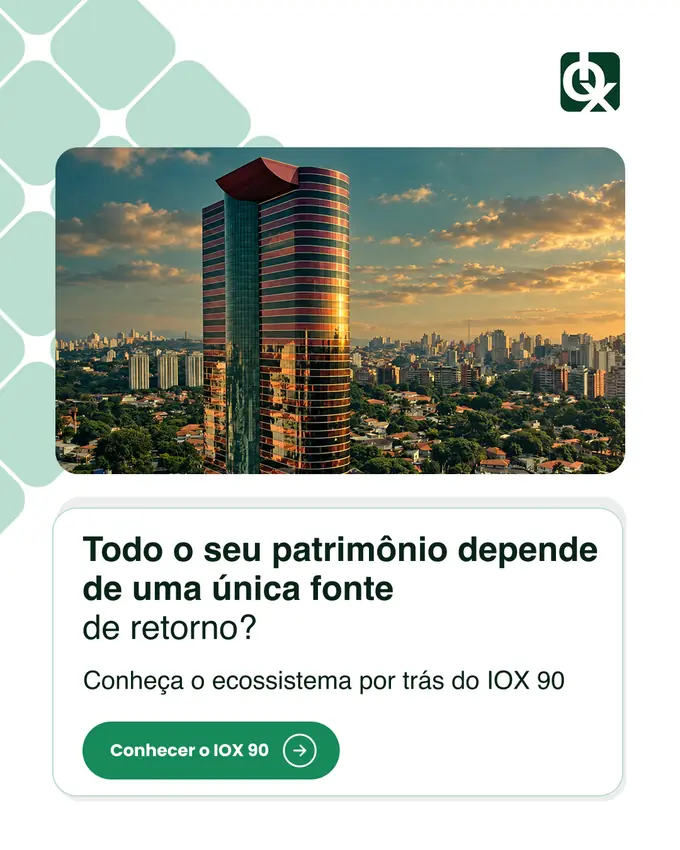 IOX
Todo o seu patrimônio depende
de uma única fonte
de retorno?
Conheça o ecossistema por trás do IOX 90
Conhecer o IOX 90